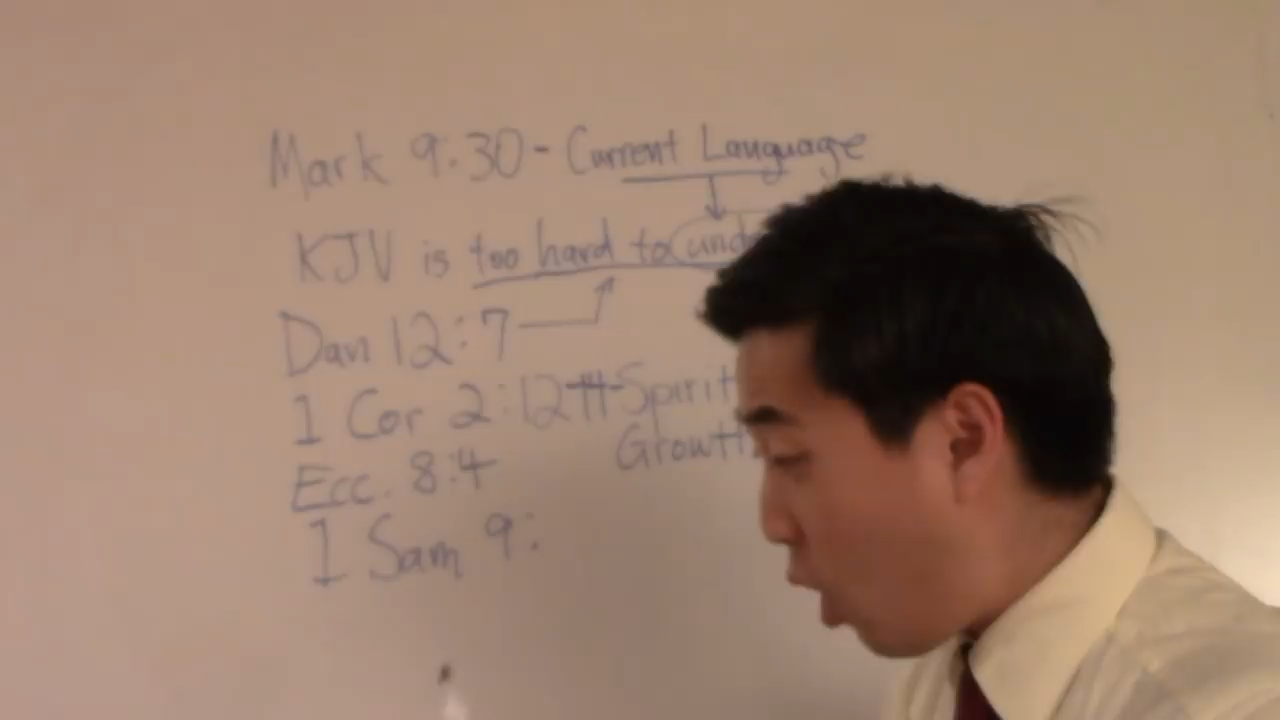 Mark 9:30 - Current Language
KJV is too hard to und
Dan 12:7
1 Cor 2:12 Spirit
Growth
Ecc. 8:4
1 Sam 9: